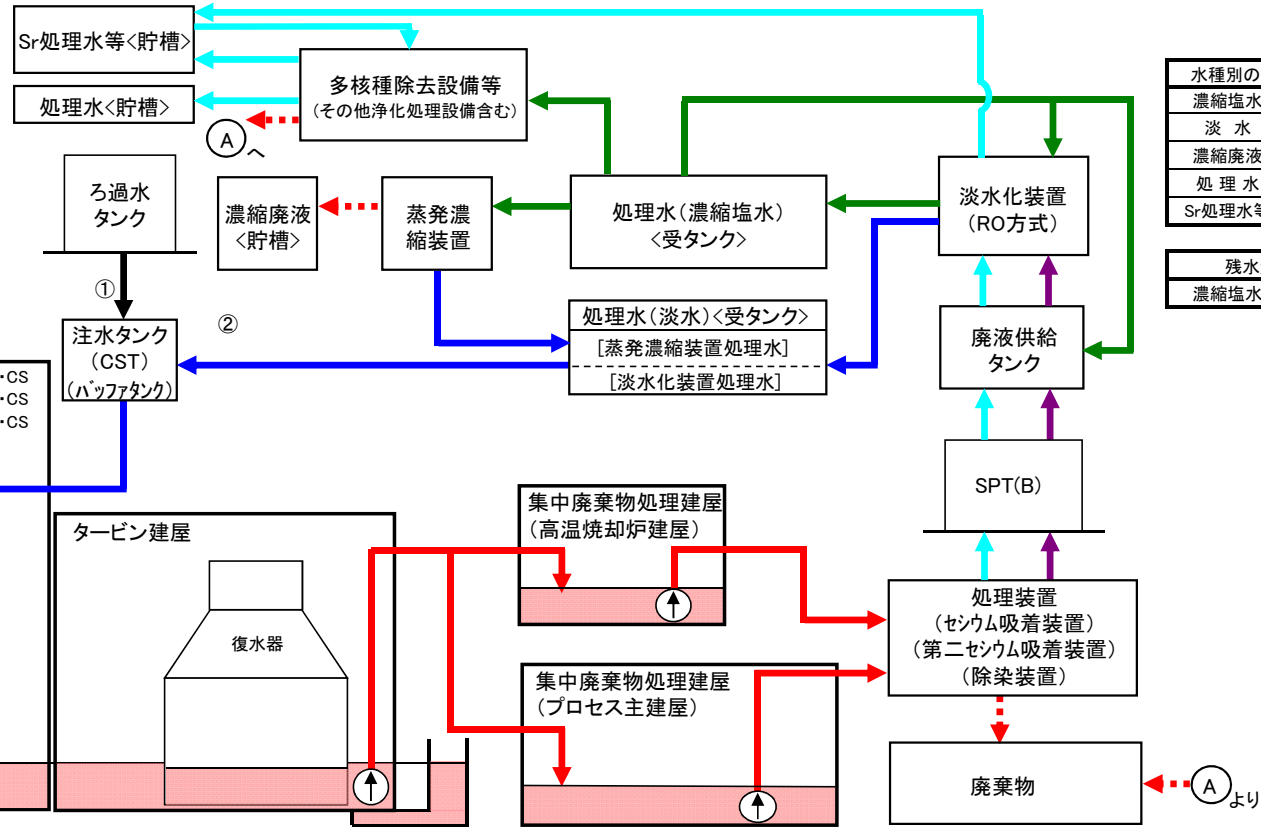 Sr処理水等<貯槽>
処理水<貯槽>
多核種除去設備等
(その他浄化処理設備含む)
A
へ
ろ過水
タンク
濃縮廃液
<貯槽>
蒸発濃
縮装置
処理水(濃縮塩水)
<受タンク>
淡水化装置
(RO方式)
水種別の
濃縮塩水
淡 水
濃縮廃液
処 理 水
Sr処理水等
残水
濃縮塩水
①
②
注水タンク
(CST)
(バッファタンク)
処理水(淡水)<受タンク>
[蒸発濃縮装置処理水]
[淡水化装置処理水]
廃液供給
タンク
・CS
・CS
・CS
SPT(B)
タービン建屋
復水器
集中廃棄物処理建屋
(高温焼却炉建屋)
集中廃棄物処理建屋
(プロセス主建屋)
処理装置
(セシウム吸着装置)
(第二セシウム吸着装置)
(除染装置)
廃棄物
A
より